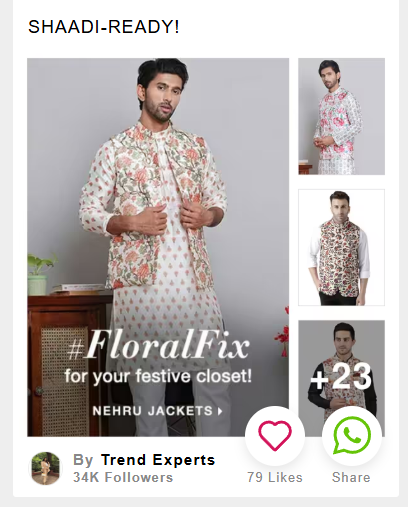 SHAADI-READY!
#FloralFix
for your festive closet!
NEHRU JACKETS
+23
By Trend Experts
34K Followers
79 Likes
Share